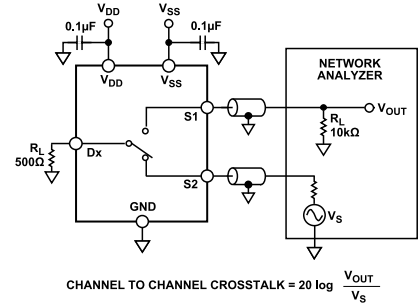 VDD
VSS
0.1µF
0.1µF
VDD
VSS
NETWORK
ANALYZER
S1
VOUT
RL
10kΩ
RL
500Ω
Dx
S2
GND
VS
CHANNEL TO CHANNEL CROSSTALK = 20 log VOUT
VS